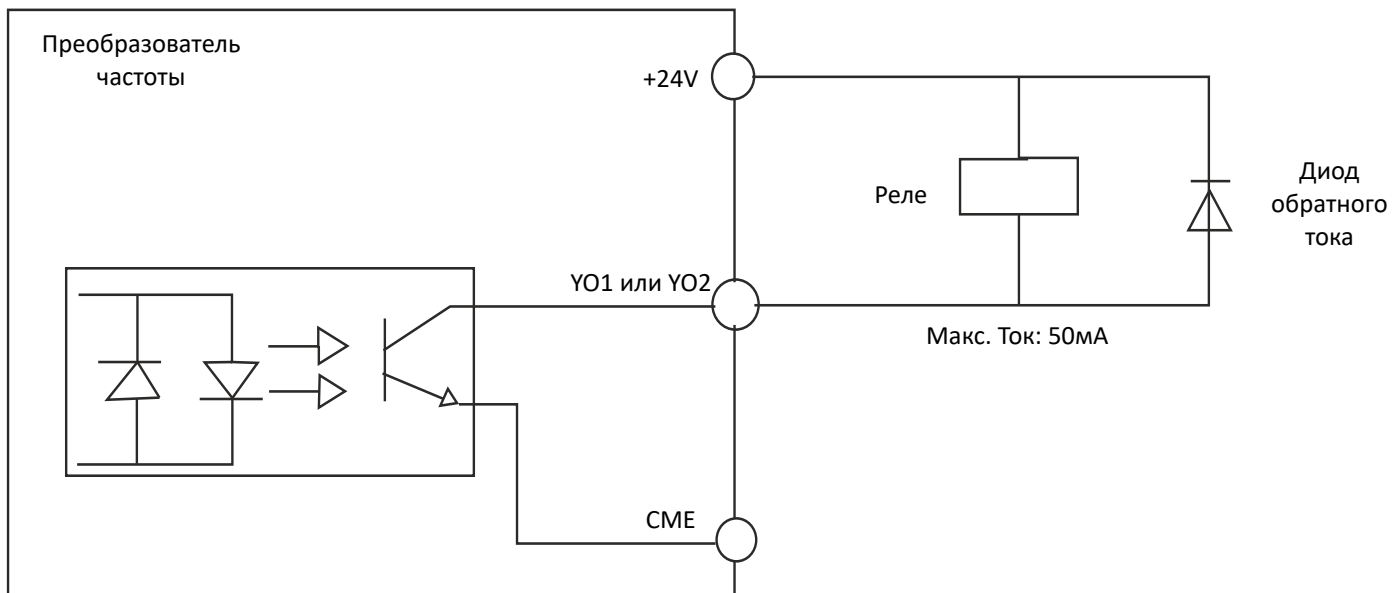 Преобразователь
частоты
+24V
Реле
Диод
обратного
тока
YO1 или YO2
Макс. Ток: 50мА
CME